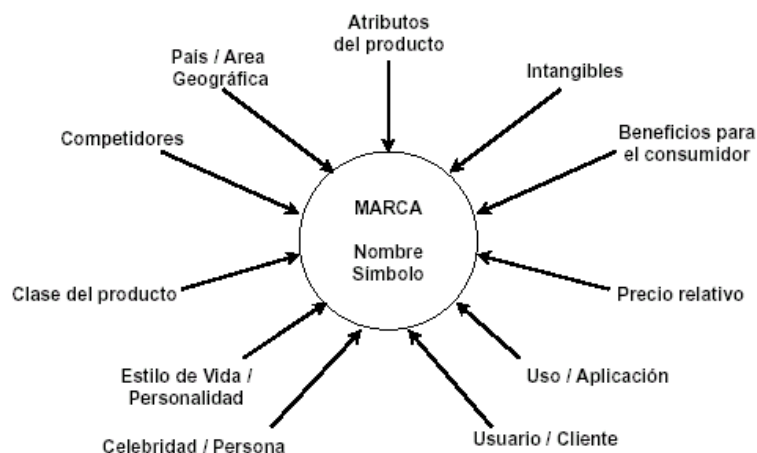 Atributos
del producto
País / Area
Geográfica
Intangibles
Competidores
Beneficios para
el consumidor
MARCA
Nombre
Símbolo
Clase del producto
Precio relativo
Estilo de Vida /
Personalidad
Uso / Aplicación
Celebridad / Persona
Usuario / Cliente